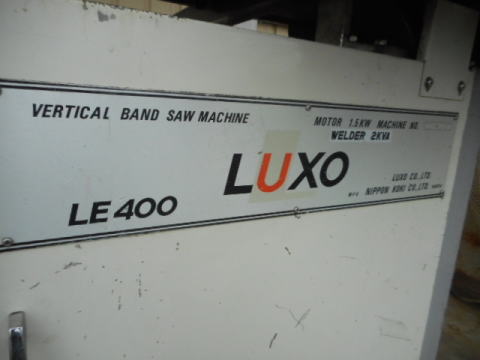 VERTICAL BAND SAW MACHINE
MOTOR 1.5KW MACHINE NO.
WELDER 2KVA
LUXO
LE400
LUXO CO.,LTD.
MFG NIPPON KOKI CO.,LTD.